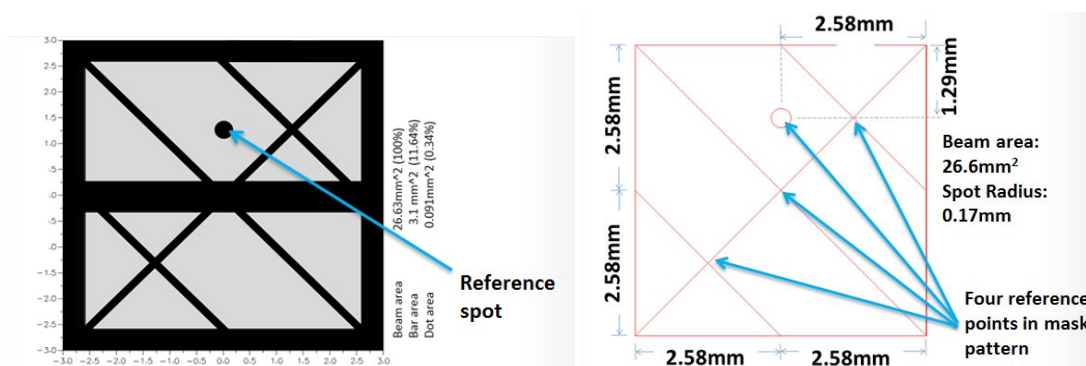 3.0
2.5
2.0
1.5
1.0
.5
.0
-.5
-1.0
-1.5
-2.0
-2.5
-3.0
-3.0 -2.5 -2.0 -1.5 -1.0 -0.5 0.0 0.5 1.0 1.5 2.0 2.5 3.0
Beam area 26.63mm^2 (100%)
Bar area 3.1 mm^2 (11.64%)
Dot area 0.091mm^2 (0.34%)
Reference
spot
2.58mm
2.58mm
2.58mm
1.29mm
Beam area:
26.6mm²
Spot Radius:
0.17mm
Four reference
points in mask
pattern
2.58mm
2.58mm